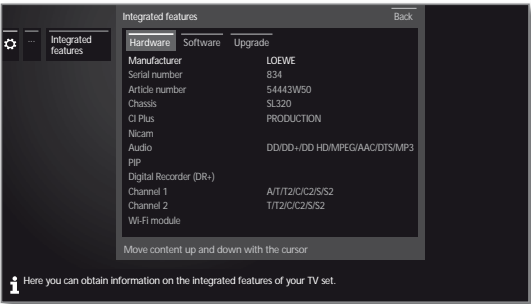 Integrated features Back
... Integrated features
Hardware Software Upgrade
Manufacturer LOEWE
Serial number 834
Article number 54443W50
Chassis SL320
CI Plus PRODUCTION
Nicam
Audio DD/DD+/DD HD/MPEG/AAC/DTS/MP3
PIP
Digital Recorder (DR+)
Channel 1 A/T/T2/C/C2/S/S2
Channel 2 T/T2/C/C2/S/S2
Wi-Fi module
Move content up and down with the cursor
Here you can obtain information on the integrated features of your TV set.